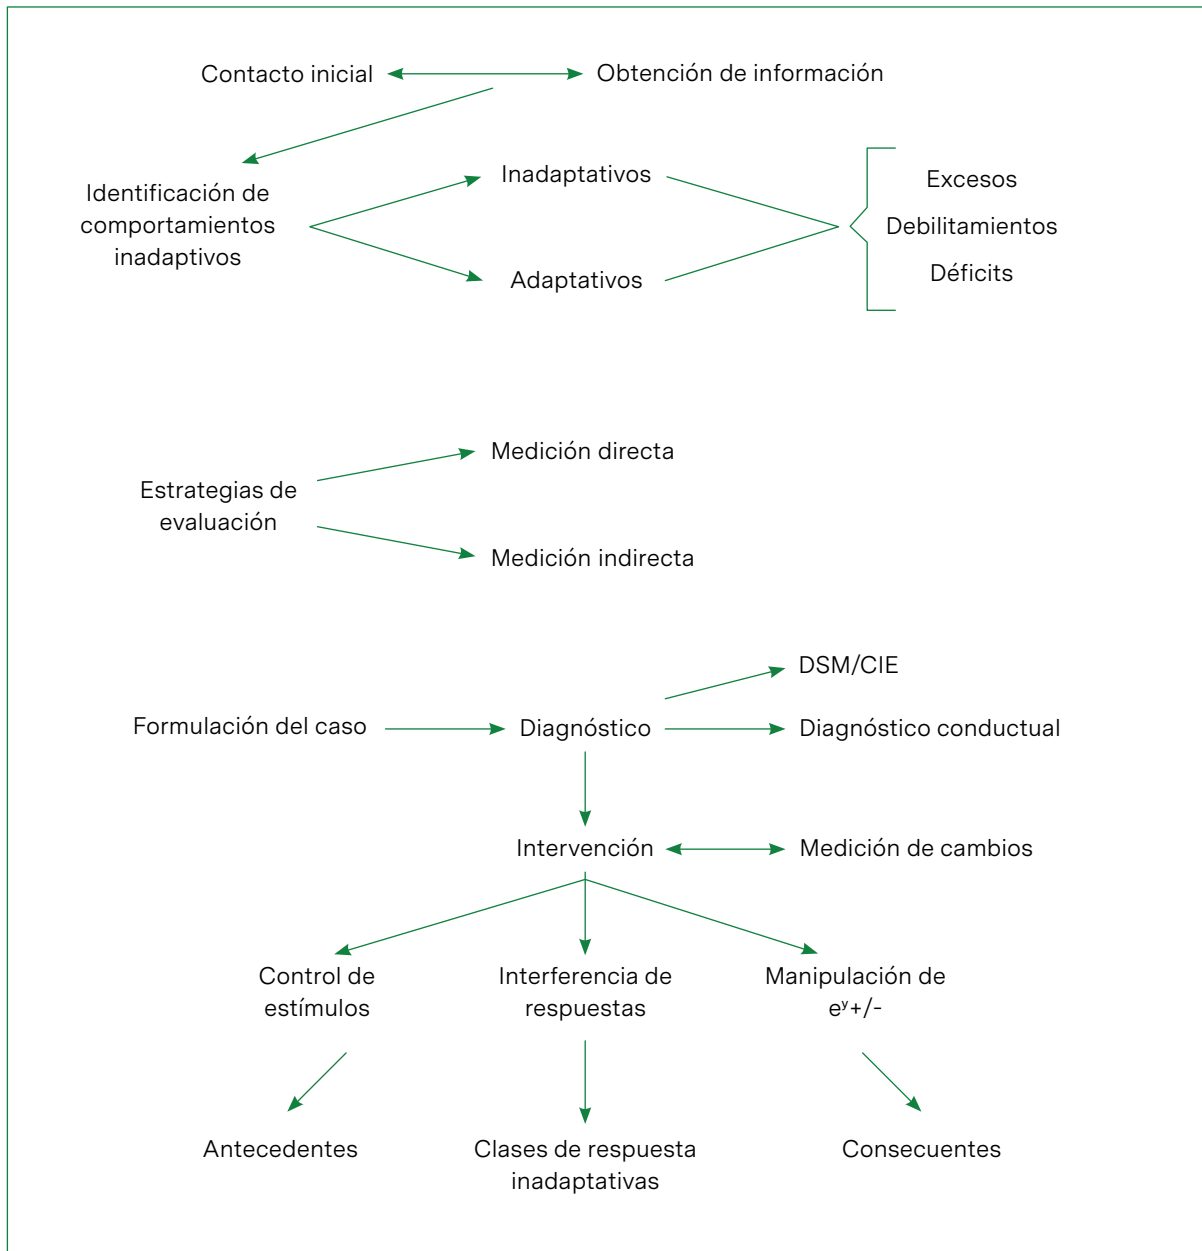 Contacto inicial
Obtención de información
Identificación de
comportamientos
inadaptivos
Inadaptativos
Adaptativos
Excesos
Debilitamientos
Déficits
Estrategias de
evaluación
Medición directa
Medición indirecta
DSM/CIE
Formulación del caso
Diagnóstico
Diagnóstico conductual
Intervención
Medición de cambios
Control de
estímulos
Interferencia de
respuestas
Manipulación de
eʸ+/-
Antecedentes
Clases de respuesta
inadaptativas
Consecuentes